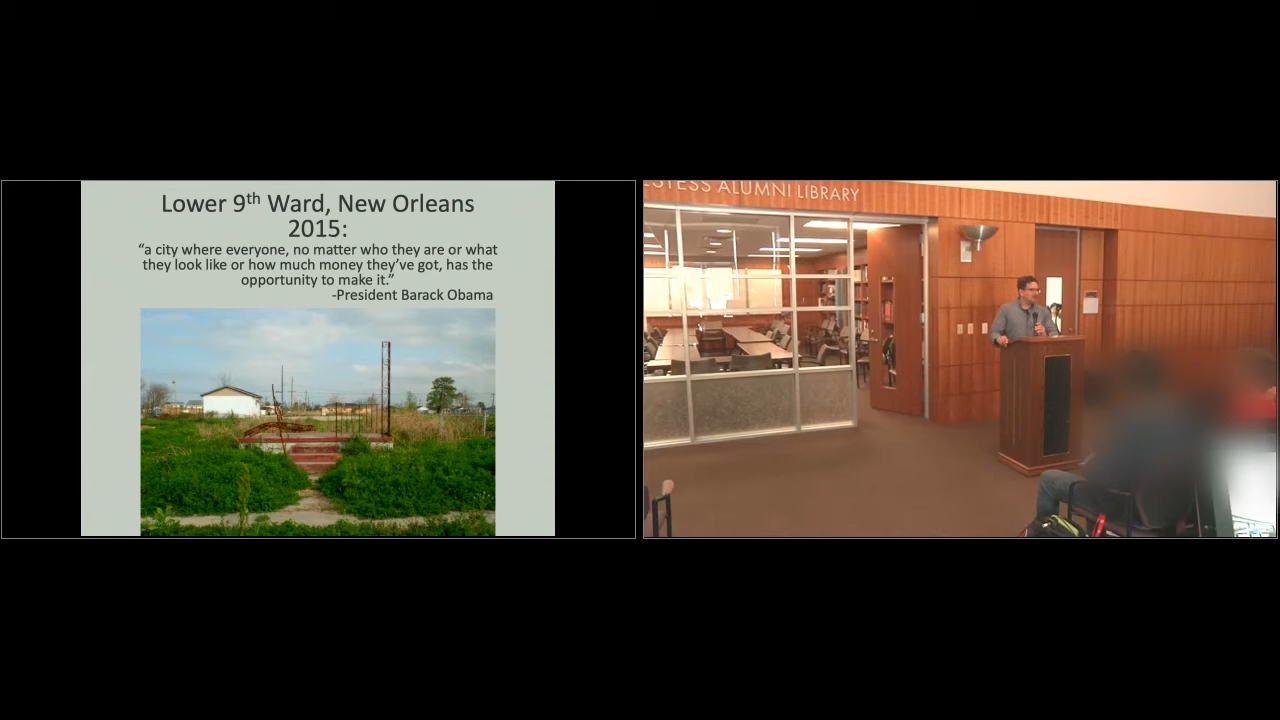 Lower 9th Ward, New Orleans
2015:
“a city where everyone, no matter who they are or what
they look like or how much money they’ve got, has the
opportunity to make it.”
-President Barack Obama
ALUMNI LIBRARY